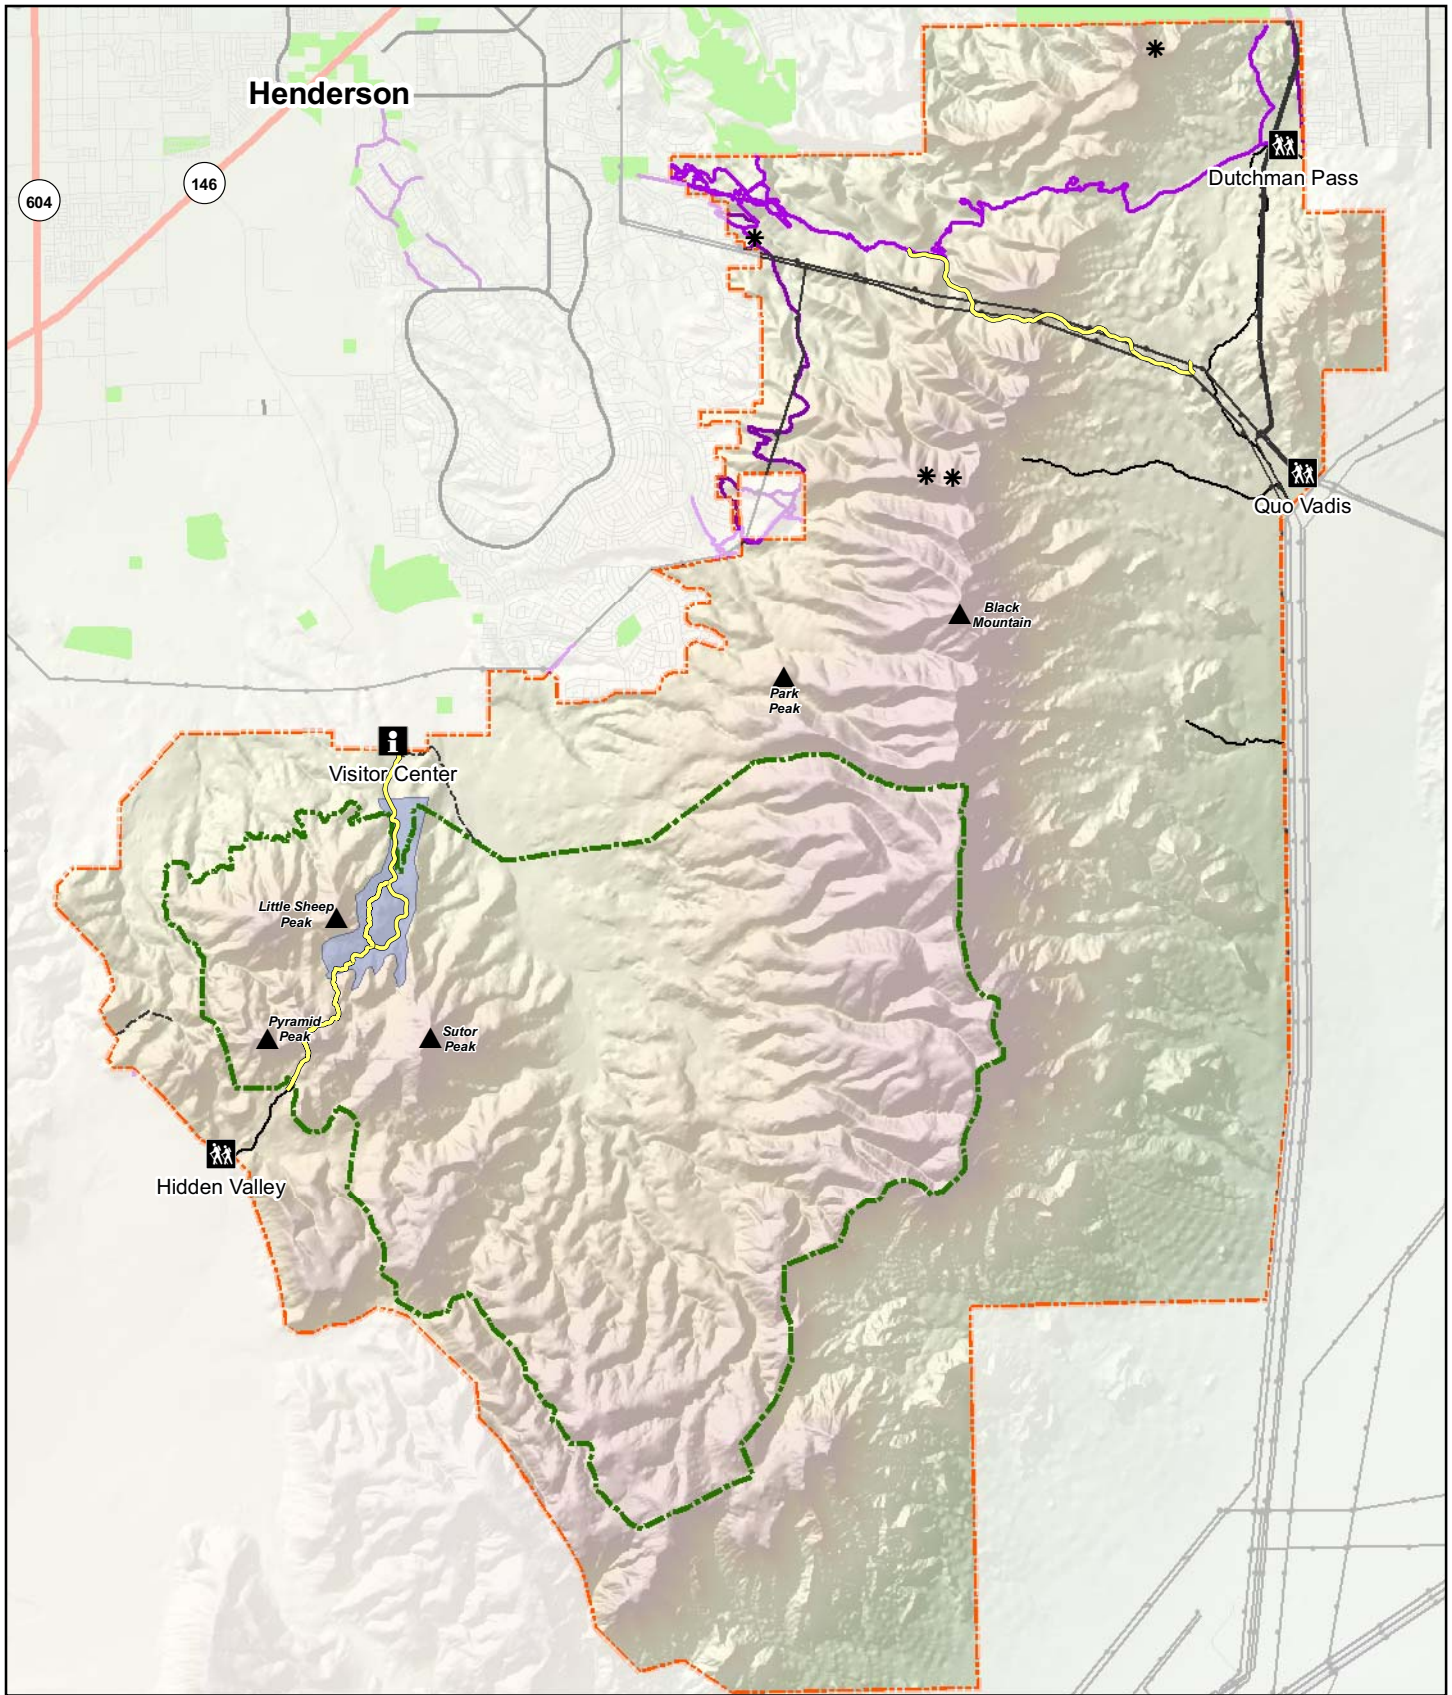 Henderson
146
604
Dutchman Pass
Quo Vadis
Black
Mountain
Park
Peak
i
Visitor Center
Little Sheep
Peak
Pyramid
Peak
Sutor
Peak
Hidden Valley